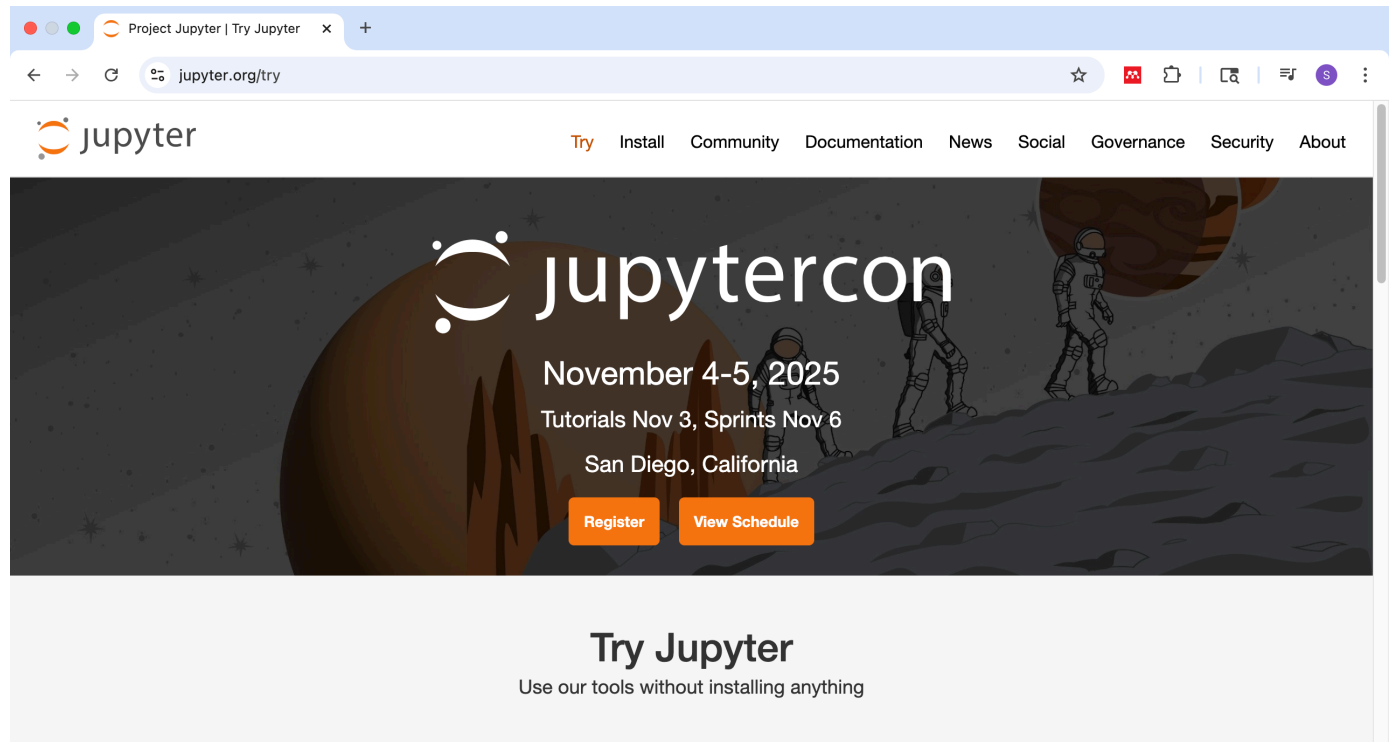 Project Jupyter | Try Jupyter
jupyter.org/try
S
jupyter
Try Install Community Documentation News Social Governance Security About
jupytercon
November 4-5, 2025
Tutorials Nov 3, Sprints Nov 6
San Diego, California
Register View Schedule
Try Jupyter
Use our tools without installing anything